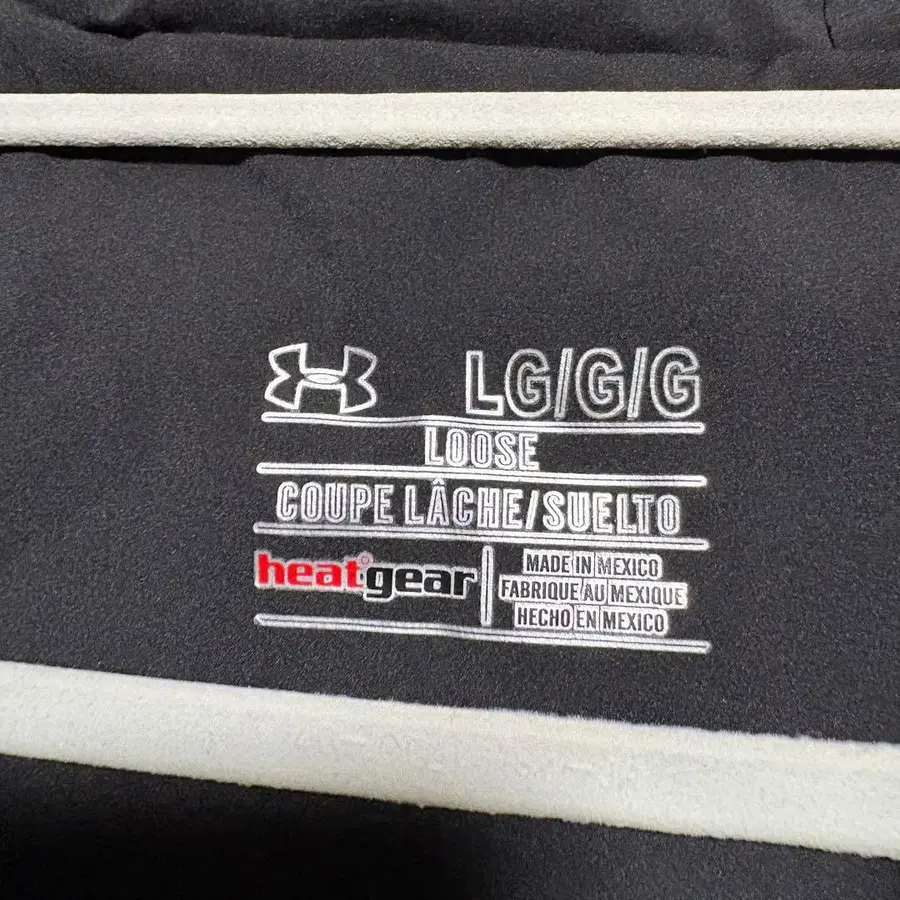 LG/G/G
LOOSE
COUPE LÂCHE/SUELTO
heatgear
MADE IN MEXICO
FABRIQUE AU MEXIQUE
HECHO EN MEXICO